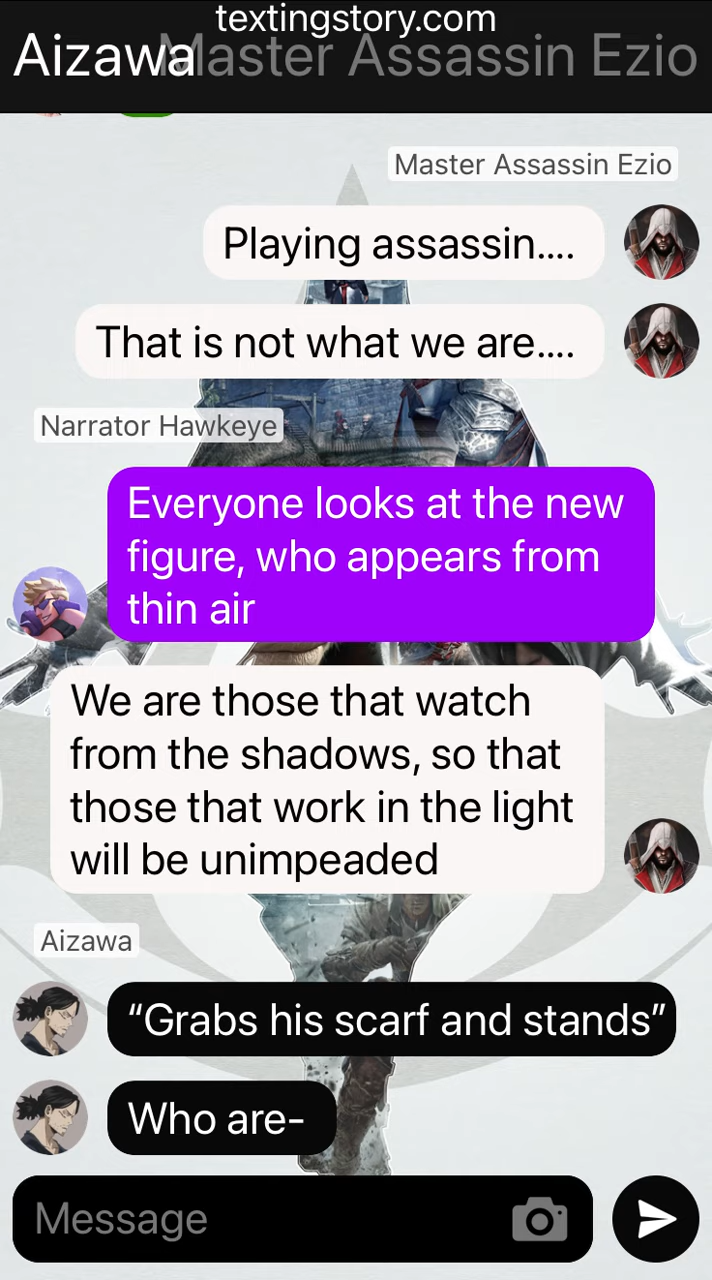 textingstory.com
Aizawa
Master Assassin Ezio
Master Assassin Ezio
Playing assassin....
That is not what we are....
Narrator Hawkeye
Everyone looks at the new
figure, who appears from
thin air
We are those that watch
from the shadows, so that
those that work in the light
will be unimpeaded
Aizawa
“Grabs his scarf and stands”
Who are-
Message